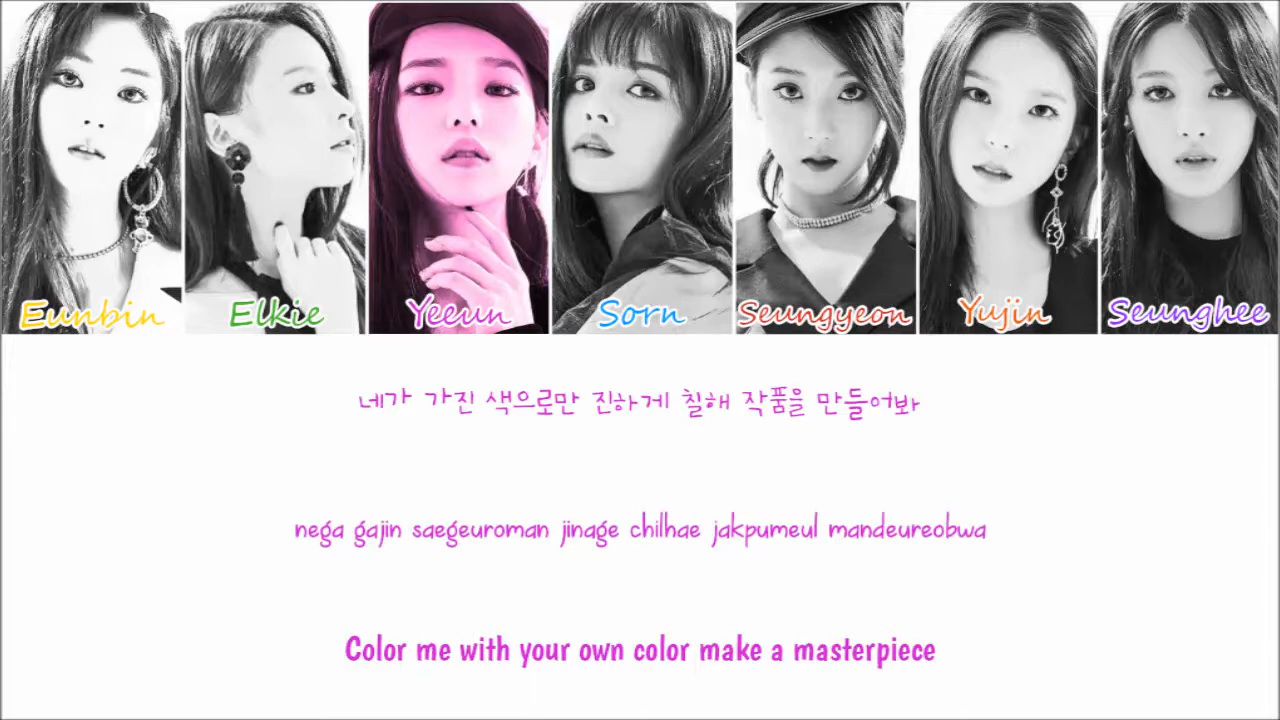 Eunbin Elkie Yeeun Sorn Seungyeon Yujin Seunghee
네가 가진 색으로만 진하게 칠해 작품을 만들어봐
nega gajin saegeuroman jinage chilhae jakpumeul mandeureobwa
Color me with your own color make a masterpiece